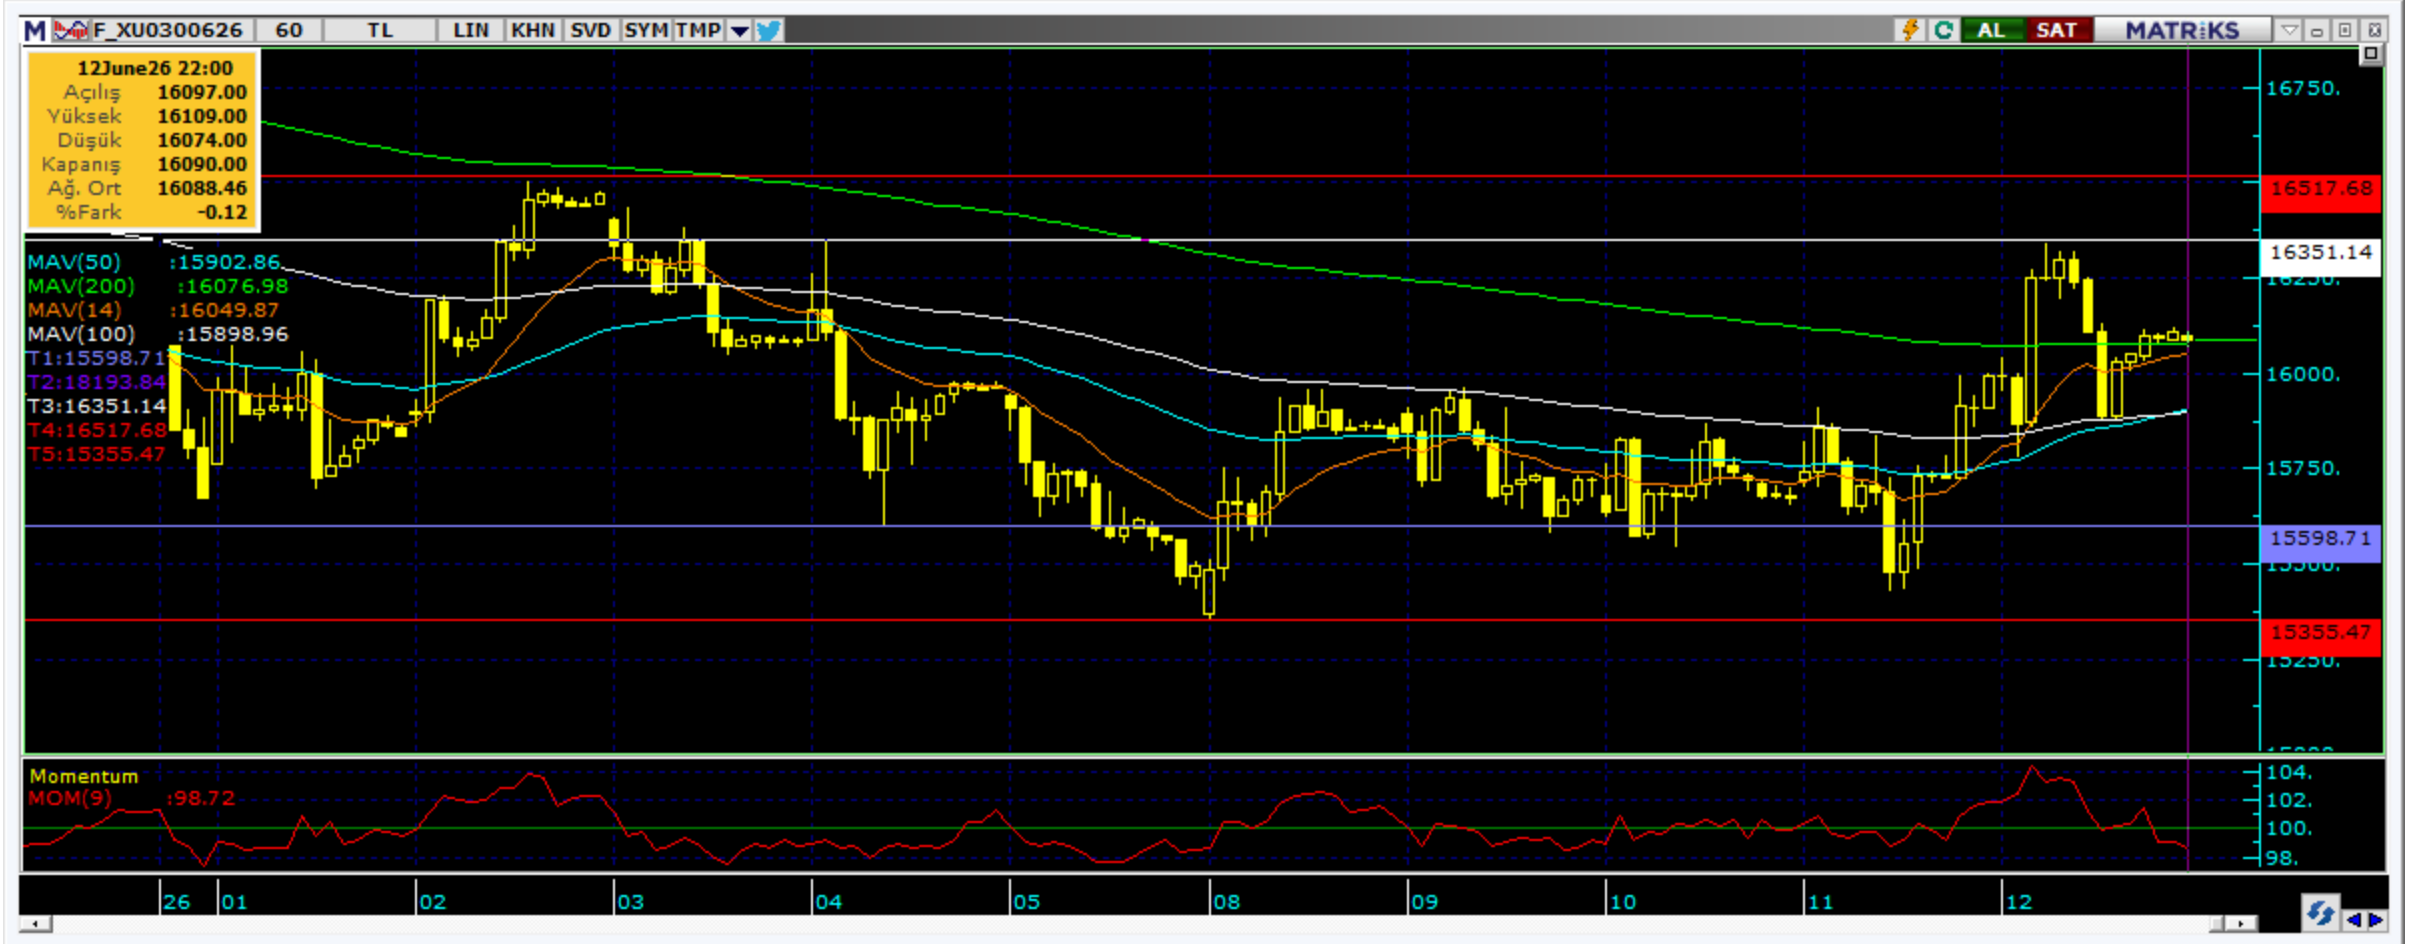 M F_XU0300626 60 TL LIN KHN SVD SYM TMP AL SAT MATRiKS
12June26 22:00
Açılış 16097.00
Yüksek 16109.00
Düşük 16074.00
Kapanış 16090.00
Ağ. Ort 16088.46
%Fark -0.12
MAV(50) :15902.86
MAV(200) :16076.98
MAV(14) :16049.87
MAV(100) :15898.96
T1:15598.71
T2:18193.84
T3:16351.14
T4:16517.68
T5:15355.47
16750.
16517.68
16351.14
16250.
16000.
15750.
15598.71
15500.
15355.47
15250.
Momentum
MOM(9) :98.72
104.
102.
100.
98.
26 01 02 03 04 05 08 09 10 11 12